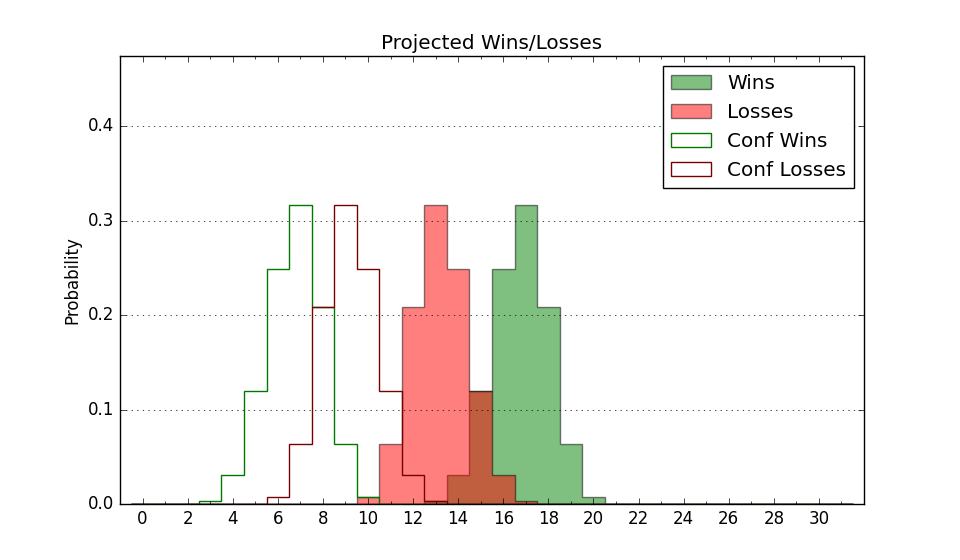 Projected Wins/Losses
Wins
Losses
Conf Wins
Conf Losses
Probability
0.4
0.3
0.2
0.1
0.0
0 2 4 6 8 10 12 14 16 18 20 22 24 26 28 30